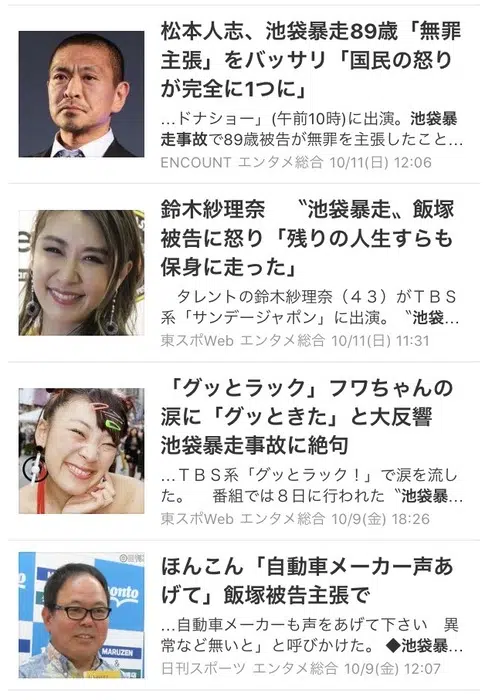 松本人志、池袋暴走89歳「無罪
主張」をバッサリ「国民の怒り
が完全に1つに」
...ドナショー」(午前10時)に出演。池袋暴
走事故で89歳被告が無罪を主張したこと...
ENCOUNT エンタメ総合 10/11(日) 12:06
鈴木紗理奈　〝池袋暴走〟飯塚
被告に怒り「残りの人生すらも
保身に走った」
タレントの鈴木紗理奈（４３）がＴＢＳ
系「サンデージャポン」に出演。〝池袋...
東スポWeb エンタメ総合 10/11(日) 11:31
「グッとラック」フワちゃんの
涙に「グッときた」と大反響
池袋暴走事故に絶句
...ＴＢＳ系「グッとラック！」で涙を流し
た。　番組では８日に行われた〝池袋暴...
東スポWeb エンタメ総合 10/9(金) 18:26
ほんこん「自動車メーカー声あ
げて」飯塚被告主張で
...自動車メーカーも声をあげて下さい　異
常など無いと」と呼びかけた。◆池袋暴...
日刊スポーツ エンタメ総合 10/9(金) 12:07
MARUZEN